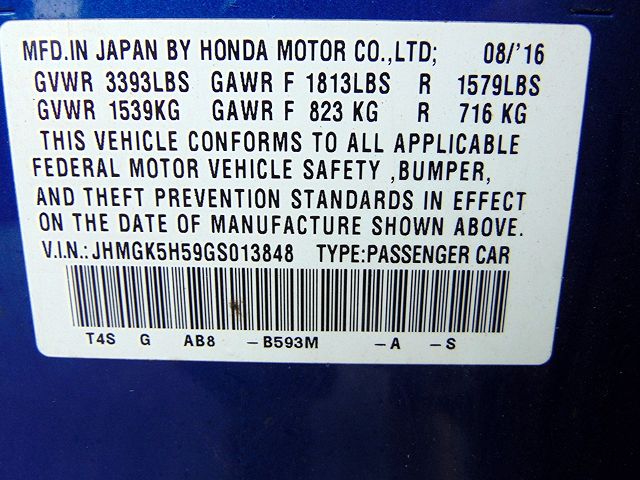 MFD.IN JAPAN BY HONDA MOTOR CO.,LTD; 08/'16
GVWR 3393LBS GAWR F 1813LBS R 1579LBS
GVWR 1539KG GAWR F 823 KG R 716 KG
THIS VEHICLE CONFORMS TO ALL APPLICABLE
FEDERAL MOTOR VEHICLE SAFETY ,BUMPER,
AND THEFT PREVENTION STANDARDS IN EFFECT
ON THE DATE OF MANUFACTURE SHOWN ABOVE.
V.I.N.:JHMGK5H59GS013848 TYPE:PASSENGER CAR
T4S G AB8 -B593M -A -S